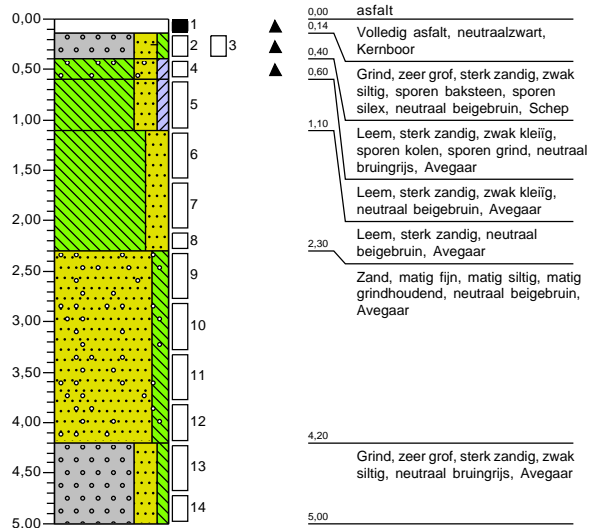 0,00
0,50
1,00
1,50
2,00
2,50
3,00
3,50
4,00
4,50
5,00
1
2 3
4
5
6
7
8
9
10
11
12
13
14
0,00 asfalt
0,14 Volledig asfalt, neutraalzwart,
Kernboor
0,40 Grind, zeer grof, sterk zandig, zwak
siltig, sporen baksteen, sporen
silex, neutraal beigebruin, Schep
0,60 Leem, sterk zandig, zwak kleiïg,
sporen kolen, sporen grind, neutraal
bruingrijs, Avegaar
1,10 Leem, sterk zandig, zwak kleiïg,
neutraal beigebruin, Avegaar
Leem, sterk zandig, neutraal
beigebruin, Avegaar
2,30 Zand, matig fijn, matig siltig, matig
grindhoudend, neutraal beigebruin,
Avegaar
4,20
Grind, zeer grof, sterk zandig, zwak
siltig, neutraal bruingrijs, Avegaar
5,00